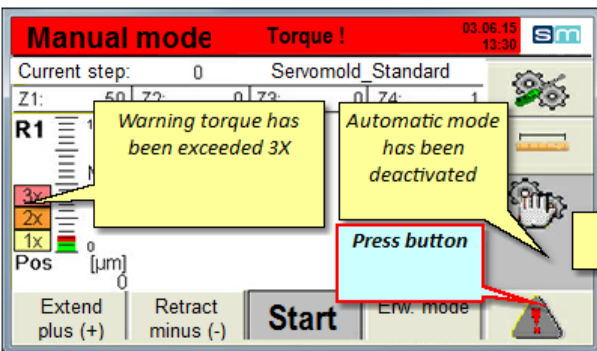 Manual mode
Torque !
03.06.15
13:30
sm
Current step: 0 Servomold_Standard
Z1: 50 Z2: 0 Z3: 0 Z4: 1
R1
Warning torque has
been exceeded 3X
Automatic mode
has been
deactivated
3x
2x
1x
0
Pos [µm]
0
Press button
Extend
plus (+)
Retract
minus (-)
Start
Erw. mode